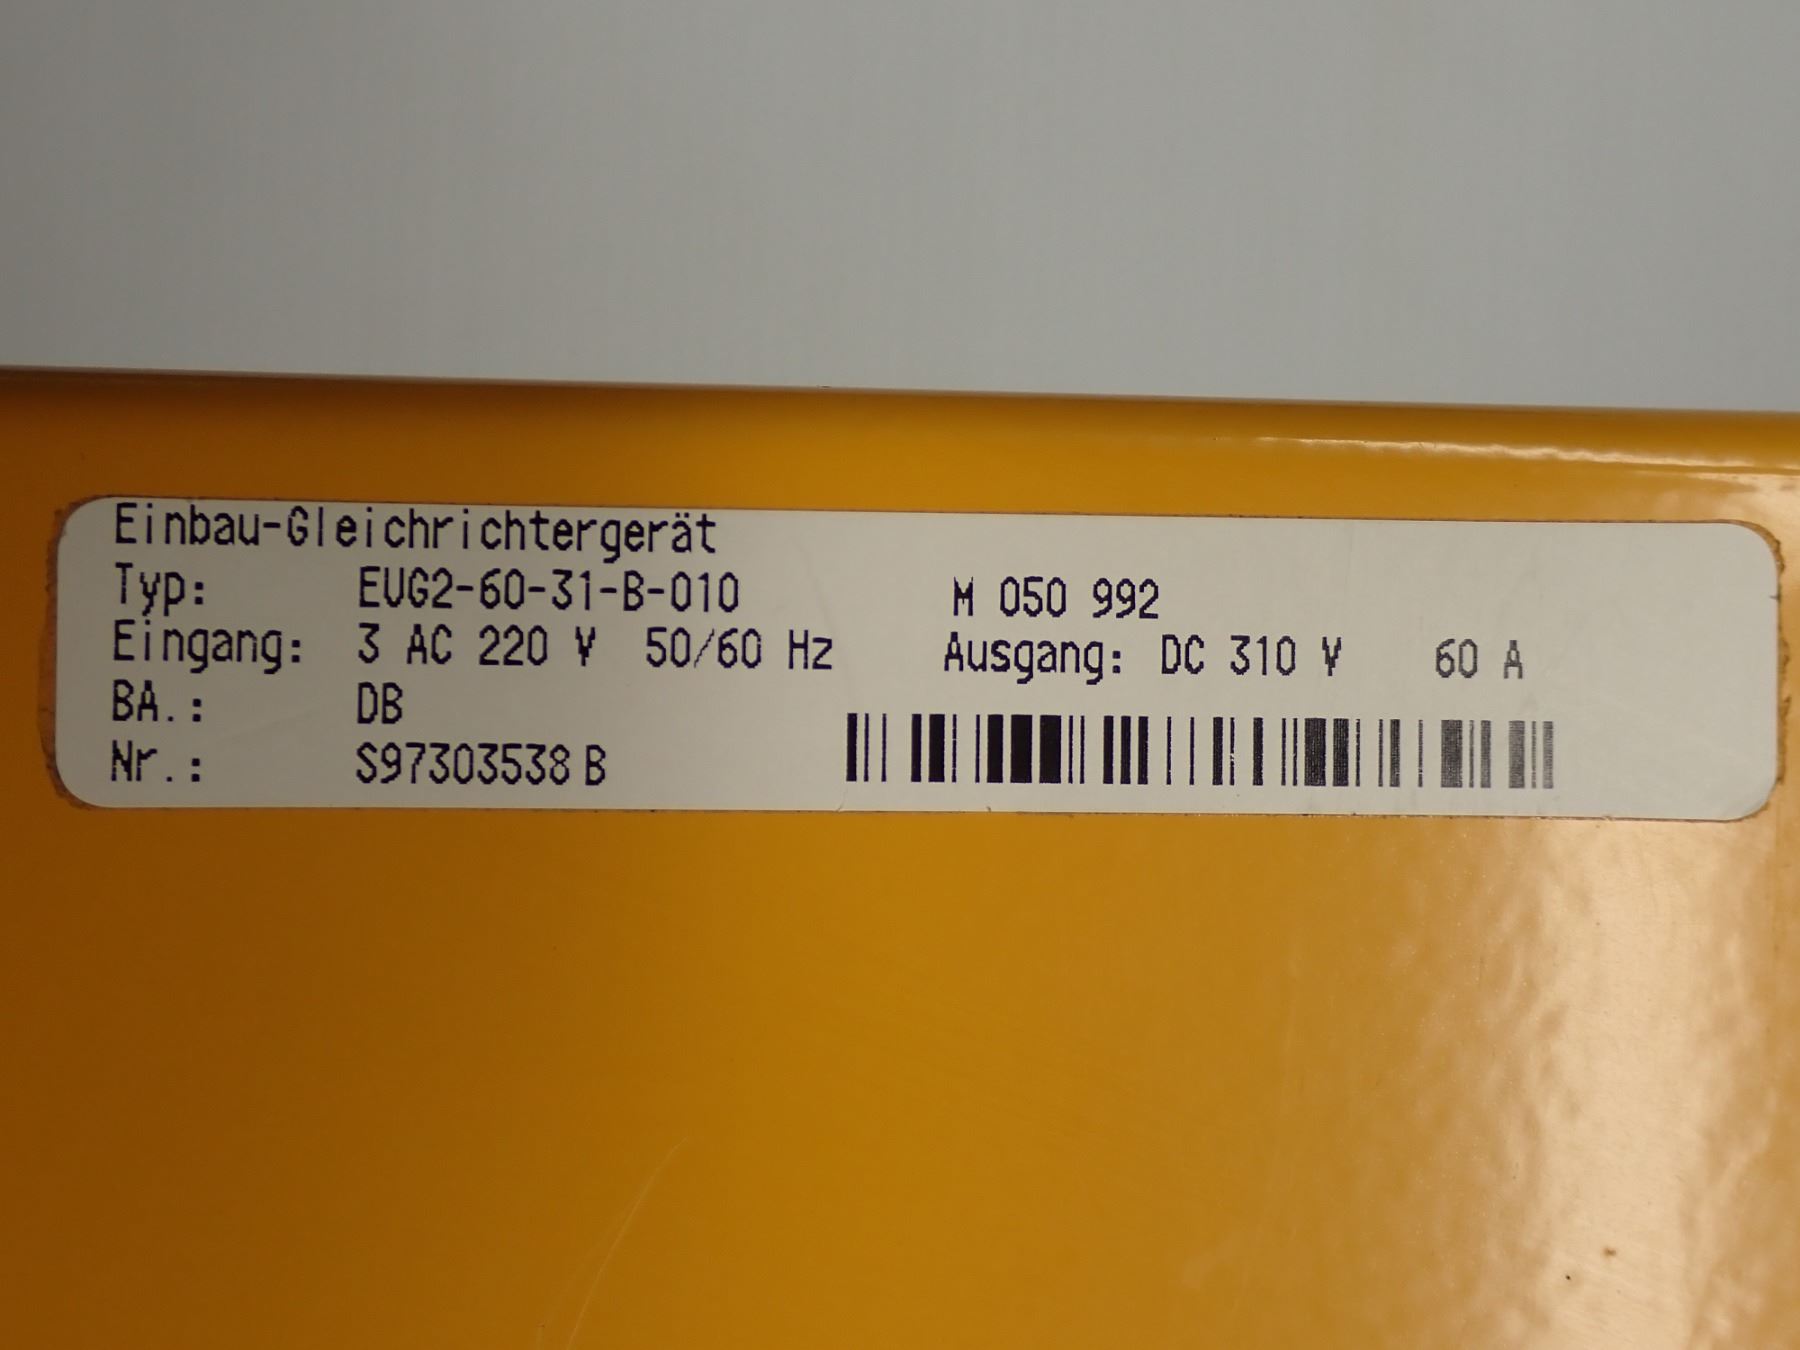 Einbau-Gleichrichtergerät
Typ: EUG2-60-31-B-010 M 050 992
Eingang: 3 AC 220 V 50/60 Hz Ausgang: DC 310 V 60 A
BA.: DB
Nr.: S97303538 B